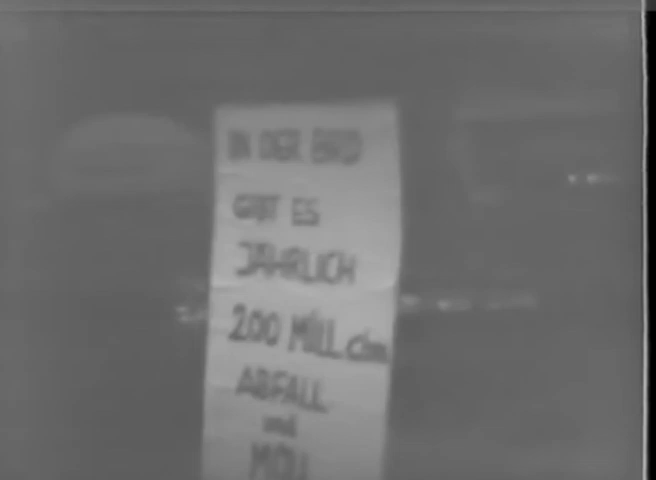 IN DER BRD
GIBT ES
JÄHRLICH
200 MILL. cbm
ABFALL
und
MÜLL